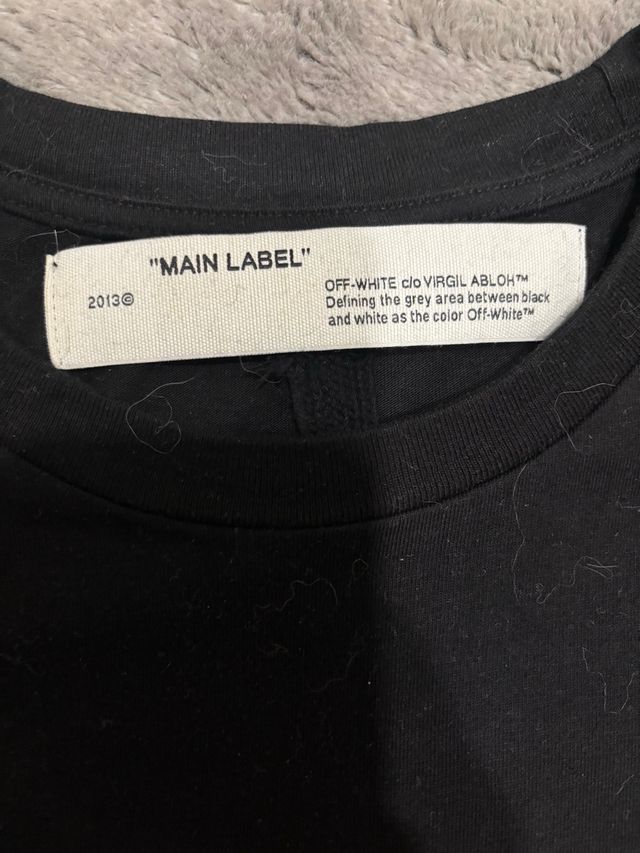 "MAIN LABEL"
2013©
OFF-WHITE c/o VIRGIL ABLOH™
Defining the grey area between black
and white as the color Off-White™